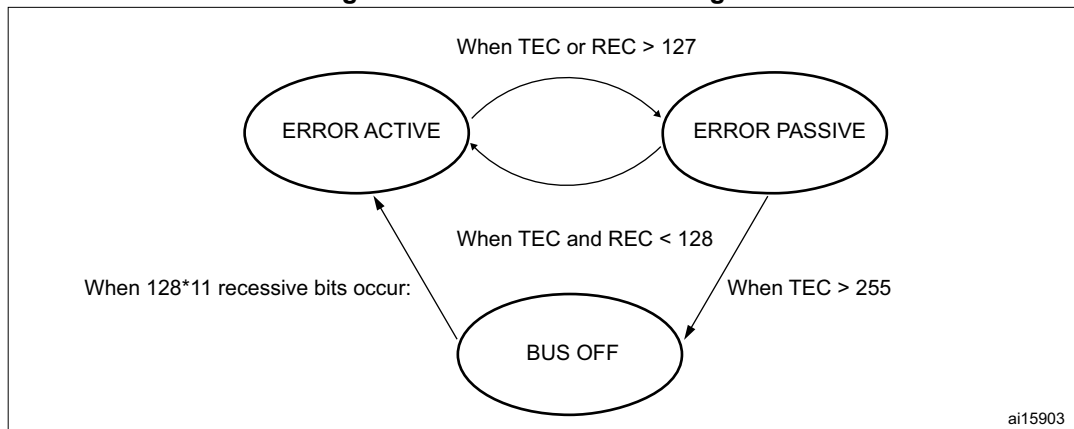 When TEC or REC > 127
ERROR ACTIVE
ERROR PASSIVE
When TEC and REC < 128
When 128*11 recessive bits occur:
When TEC > 255
BUS OFF
ai15903